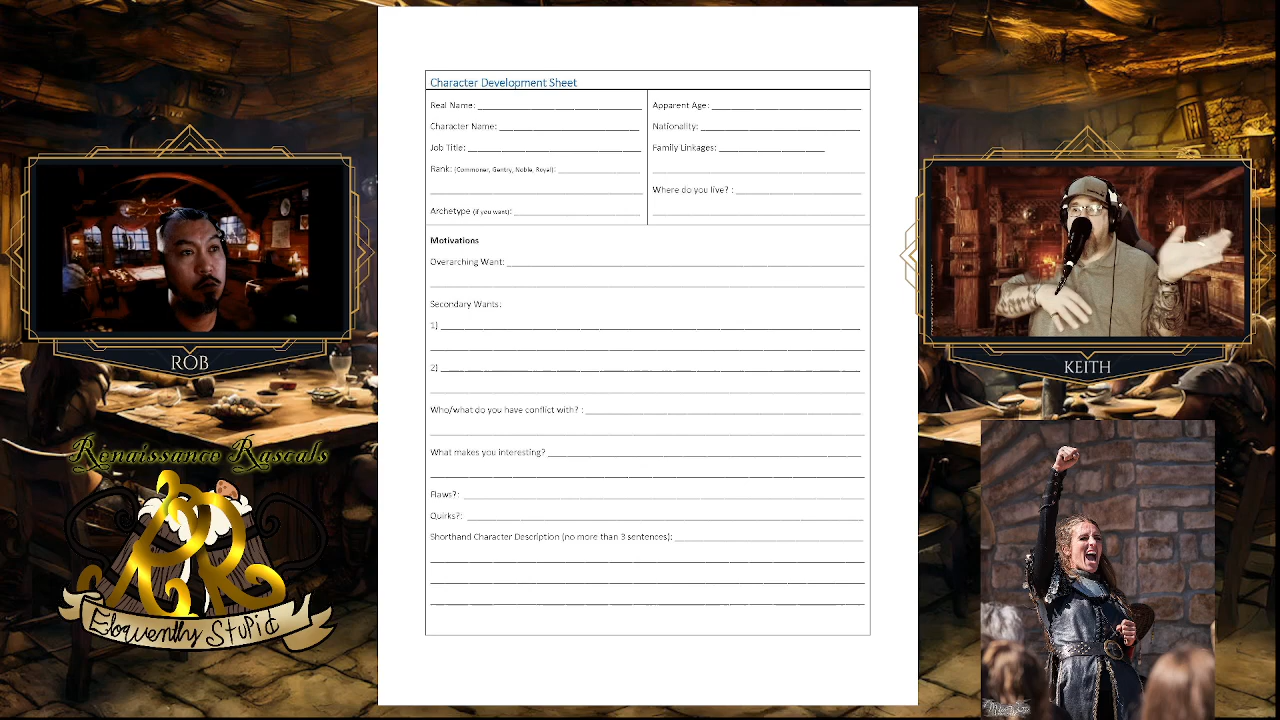 Character Development Sheet
Real Name:
Apparent Age:
Character Name:
Nationality:
Job Title:
Family Linkages:
Rank: (Commoner, Gentry, Noble, Royal):
Where do you live? :
Archetype (if you want):
Motivations
Overarching Want:
Secondary Wants:
1)
2)
Who/what do you have conflict with? :
What makes you interesting?
Flaws?:
Quirks?:
Shorthand Character Description (no more than 3 sentences):
ROB
KEITH
Renaissance Rascals
RR
Eloquently Stupid